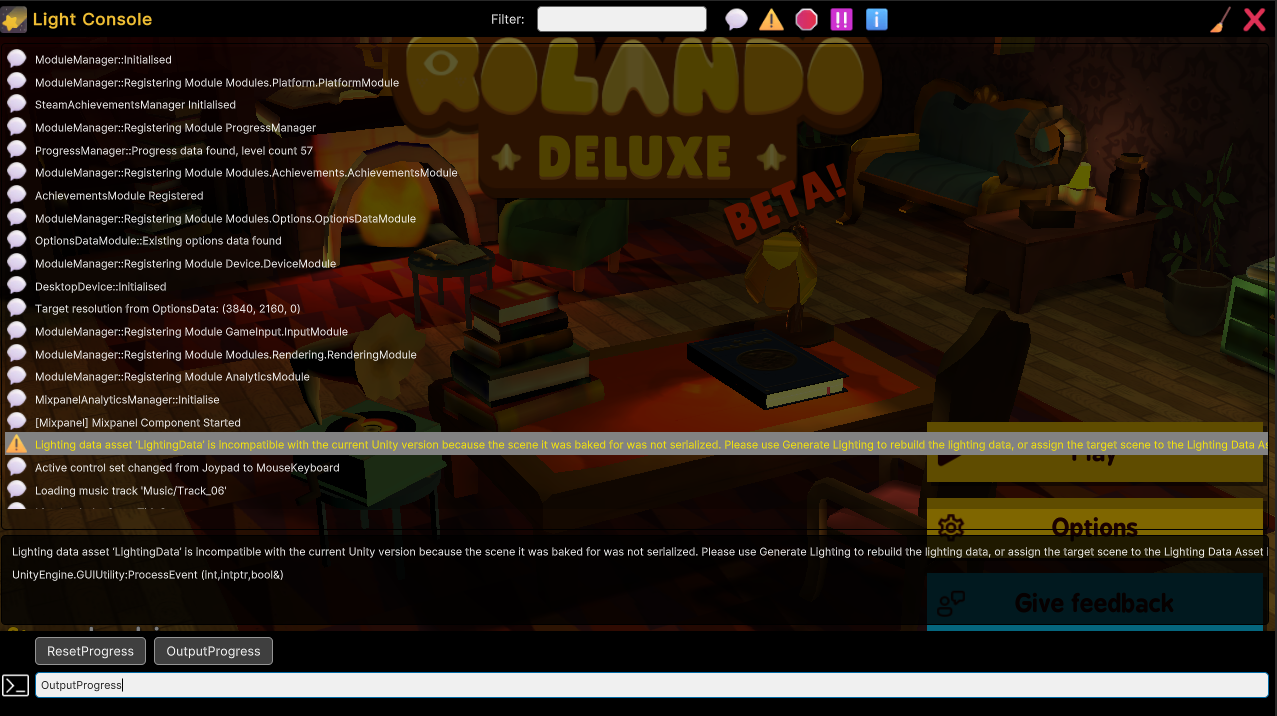 Light Console
Filter:
ROLANDO
DELUXE
BETA!
ModuleManager::Initialised
ModuleManager::Registering Module Modules.Platform.PlatformModule
SteamAchievementsManager Initialised
ModuleManager::Registering Module ProgressManager
ProgressManager::Progress data found, level count 57
ModuleManager::Registering Module Modules.Achievements.AchievementsModule
AchievementsModule Registered
ModuleManager::Registering Module Modules.Options.OptionsDataModule
OptionsDataModule::Existing options data found
ModuleManager::Registering Module Device.DeviceModule
DesktopDevice::Initialised
Target resolution from OptionsData: (3840, 2160, 0)
ModuleManager::Registering Module GameInput.InputModule
ModuleManager::Registering Module Modules.Rendering.RenderingModule
ModuleManager::Registering Module AnalyticsModule
MixpanelAnalyticsManager::Initialise
[Mixpanel] Mixpanel Component Started
Lighting data asset 'LightingData' is incompatible with the current Unity version because the scene it was baked for was not serialized. Please use Generate Lighting to rebuild the lighting data, or assign the target scene to the Lighting Data As
Active control set changed from Joypad to MouseKeyboard
Play
Loading music track 'Music/Track_06'
Options
Lighting data asset 'LightingData' is incompatible with the current Unity version because the scene it was baked for was not serialized. Please use Generate Lighting to rebuild the lighting data, or assign the target scene to the Lighting Data Asset
UnityEngine.GUIUtility:ProcessEvent (int,intptr,bool&)
Give feedback
ResetProgress OutputProgress
OutputProgress